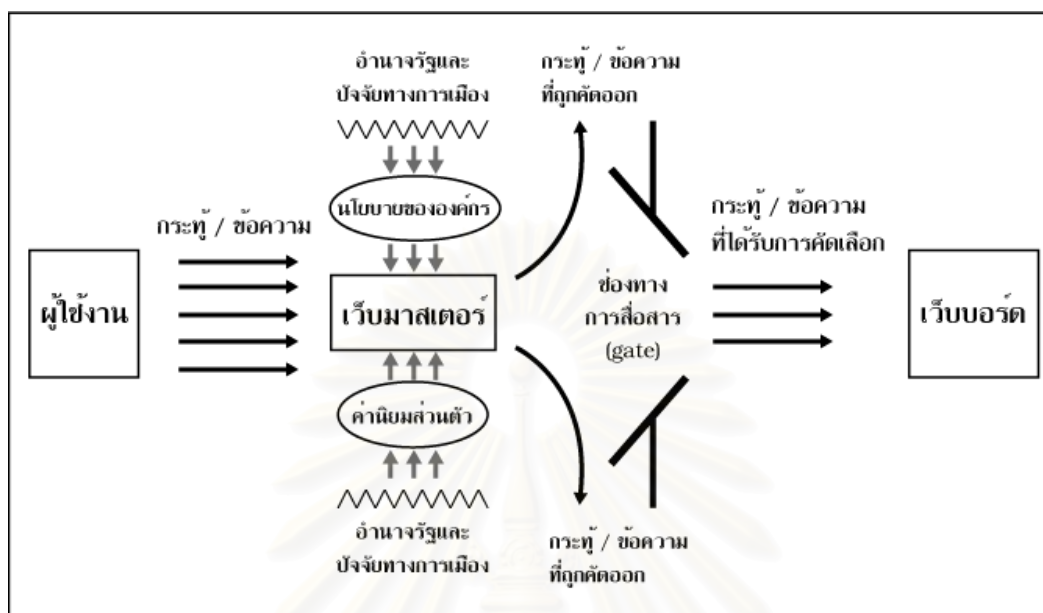 อำนาจรัฐและ
ปัจจัยทางการเมือง
กระทู้ / ข้อความ
ที่ถูกคัดออก
นโยบายขององค์กร
กระทู้ / ข้อความ
กระทู้ / ข้อความ
ที่ได้รับการคัดเลือก
ผู้ใช้งาน
เว็บมาสเตอร์
ช่องทาง
การสื่อสาร
(gate)
เว็บบอร์ด
ค่านิยมส่วนตัว
อำนาจรัฐและ
ปัจจัยทางการเมือง
กระทู้ / ข้อความ
ที่ถูกคัดออก